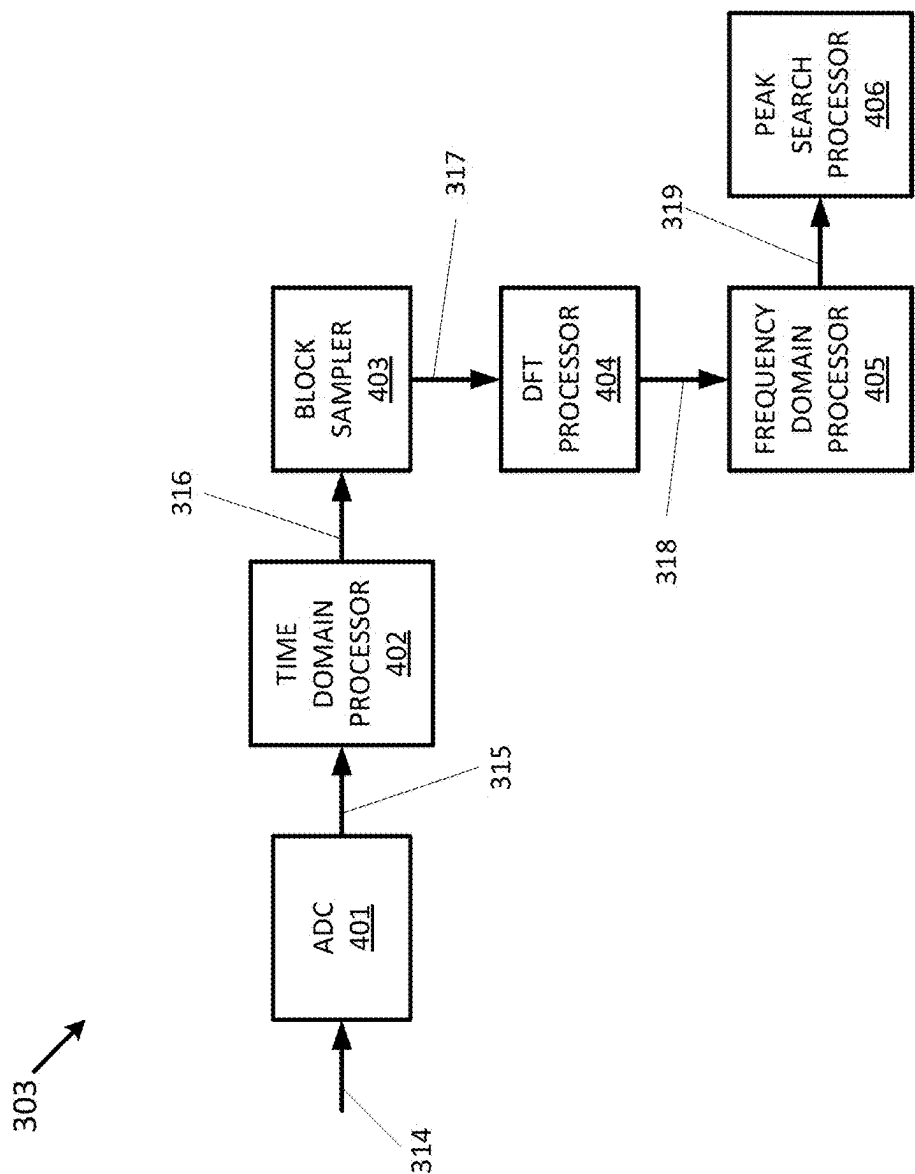 303
314
ADC
401
315
TIME
DOMAIN
PROCESSOR
402
316
BLOCK
SAMPLER
403
317
DFT
PROCESSOR
404
318
FREQUENCY
DOMAIN
PROCESSOR
405
319
PEAK
SEARCH
PROCESSOR
406